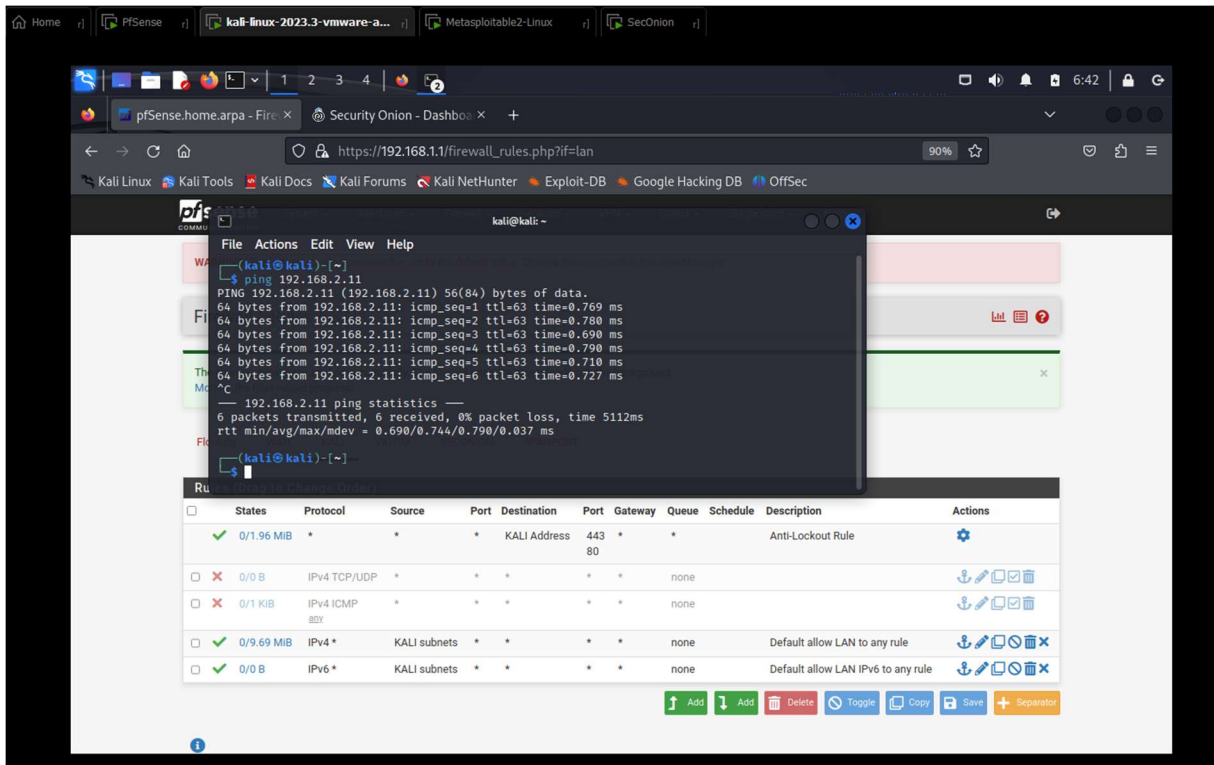 Home
PfSense
kali-linux-2023.3-vmware-a...
Metasploitable2-Linux
SecOnion
1 2 3 4
2
6:42
pfSense.home.arpa - Fire
Security Onion - Dashboa
https://192.168.1.1/firewall_rules.php?if=lan
90%
Kali Linux Kali Tools Kali Docs Kali Forums Kali NetHunter Exploit-DB Google Hacking DB OffSec
kali@kali: ~
File Actions Edit View Help
┌──(kali㉿kali)-[~]
└─$ ping 192.168.2.11
PING 192.168.2.11 (192.168.2.11) 56(84) bytes of data.
64 bytes from 192.168.2.11: icmp_seq=1 ttl=63 time=0.769 ms
64 bytes from 192.168.2.11: icmp_seq=2 ttl=63 time=0.780 ms
64 bytes from 192.168.2.11: icmp_seq=3 ttl=63 time=0.690 ms
64 bytes from 192.168.2.11: icmp_seq=4 ttl=63 time=0.790 ms
64 bytes from 192.168.2.11: icmp_seq=5 ttl=63 time=0.710 ms
64 bytes from 192.168.2.11: icmp_seq=6 ttl=63 time=0.727 ms
^C
── 192.168.2.11 ping statistics ──
6 packets transmitted, 6 received, 0% packet loss, time 5112ms
rtt min/avg/max/mdev = 0.690/0.744/0.790/0.037 ms
┌──(kali㉿kali)-[~]
└─$
Rules (Drag to Change Order)
States Protocol Source Port Destination Port Gateway Queue Schedule Description Actions
0/1.96 MiB * * * KALI Address 443 * * Anti-Lockout Rule
80
0/0 B IPv4 TCP/UDP * * * * * none
0/1 KiB IPv4 ICMP * * * * * none
any
0/9.69 MiB IPv4 * KALI subnets * * * * none Default allow LAN to any rule
0/0 B IPv6 * KALI subnets * * * * none Default allow LAN IPv6 to any rule
Add Add Delete Toggle Copy Save Separator